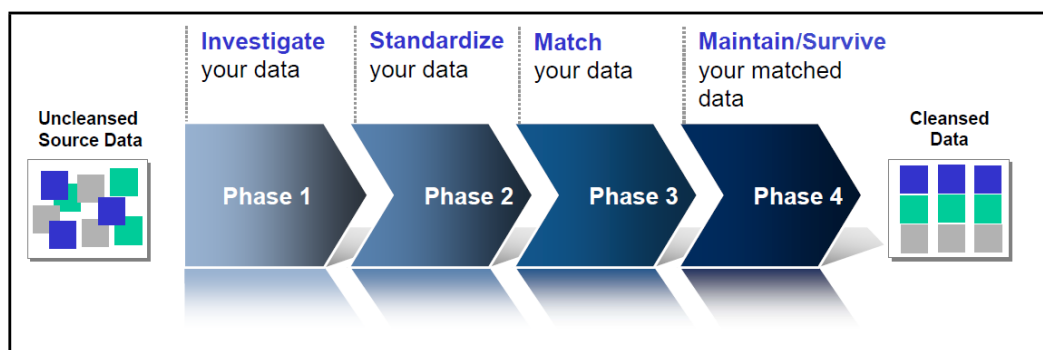 Investigate
your data
Standardize
your data
Match
your data
Maintain/Survive
your matched
data
Uncleansed
Source Data
Phase 1
Phase 2
Phase 3
Phase 4
Cleansed
Data